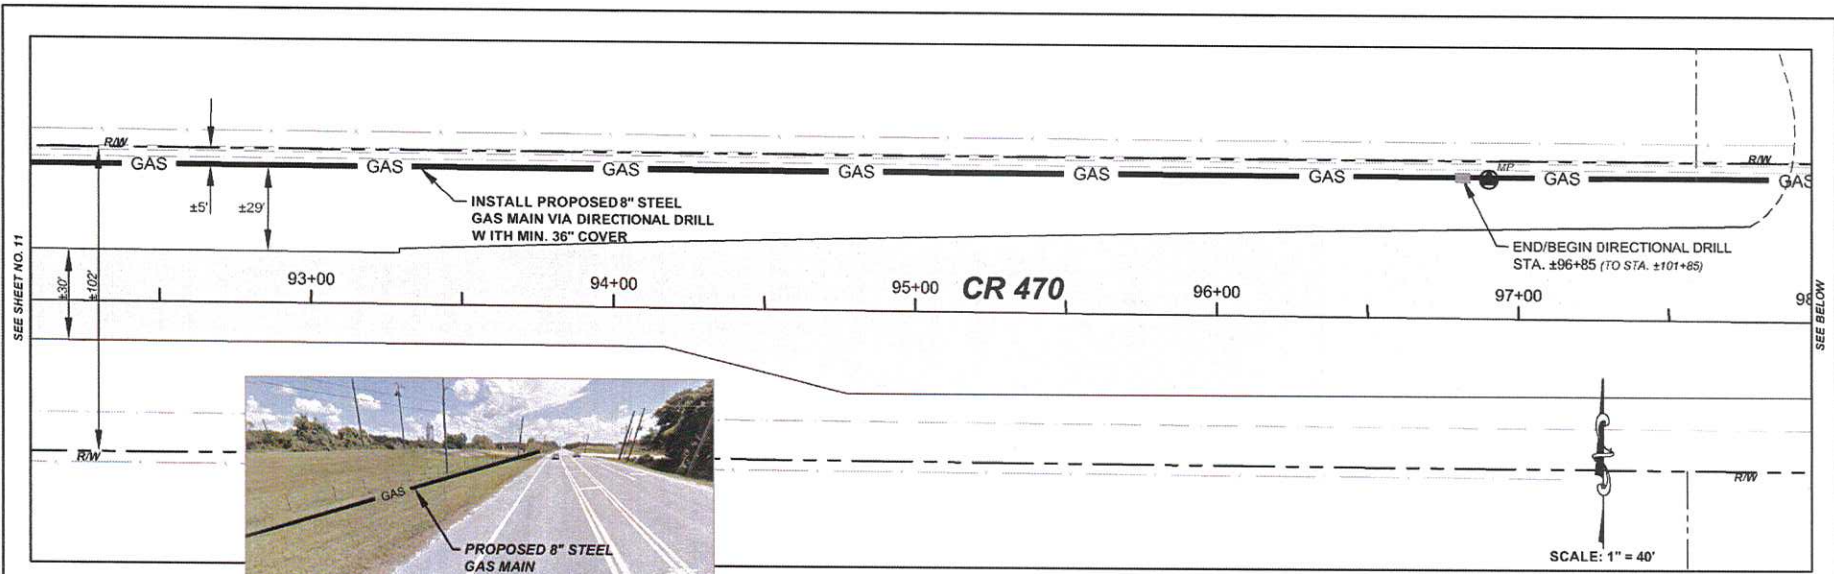 R/W
GAS GAS GAS GAS GAS GAS GAS GAS
MP
R/W
±5'
±29'
INSTALL PROPOSED 8" STEEL
GAS MAIN VIA DIRECTIONAL DRILL
WITH MIN. 36" COVER
END/BEGIN DIRECTIONAL DRILL
STA. ±96+85 (TO STA. ±101+85)
SEE SHEET NO. 11
±30'
±102'
93+00 94+00 95+00 CR 470 96+00 97+00 98
SEE BELOW
R/W
R/W
GAS
PROPOSED 8" STEEL
GAS MAIN
SCALE: 1" = 40'